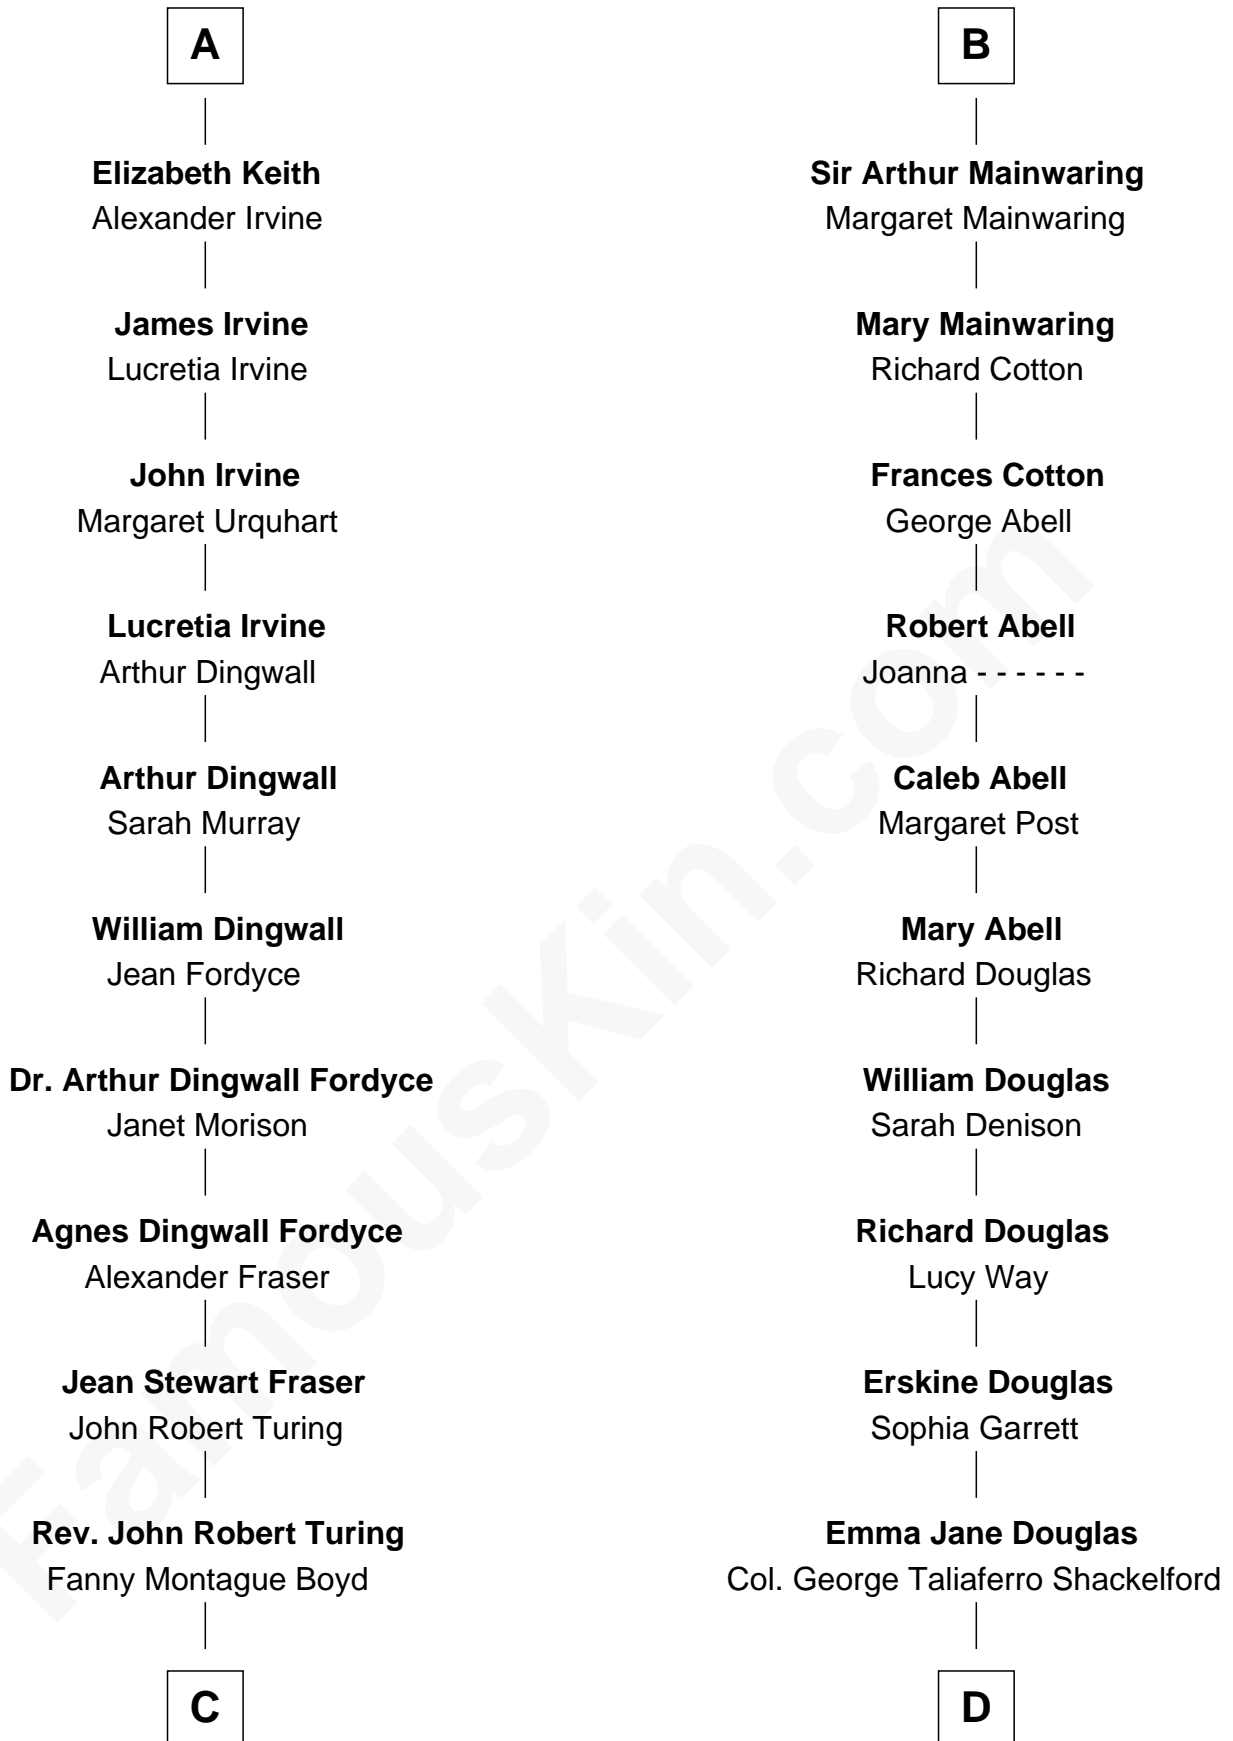 A
Elizabeth Keith
Alexander Irvine
James Irvine
Lucretia Irvine
John Irvine
Margaret Urquhart
Lucretia Irvine
Arthur Dingwall
Arthur Dingwall
Sarah Murray
William Dingwall
Jean Fordyce
Dr. Arthur Dingwall Fordyce
Janet Morison
Agnes Dingwall Fordyce
Alexander Fraser
Jean Stewart Fraser
John Robert Turing
Rev. John Robert Turing
Fanny Montague Boyd
C
B
Sir Arthur Mainwaring
Margaret Mainwaring
Mary Mainwaring
Richard Cotton
Frances Cotton
George Abell
Robert Abell
Joanna - - - - - -
Caleb Abell
Margaret Post
Mary Abell
Richard Douglas
William Douglas
Sarah Denison
Richard Douglas
Lucy Way
Erskine Douglas
Sophia Garrett
Emma Jane Douglas
Col. George Taliaferro Shackelford
D
FamousKin.com